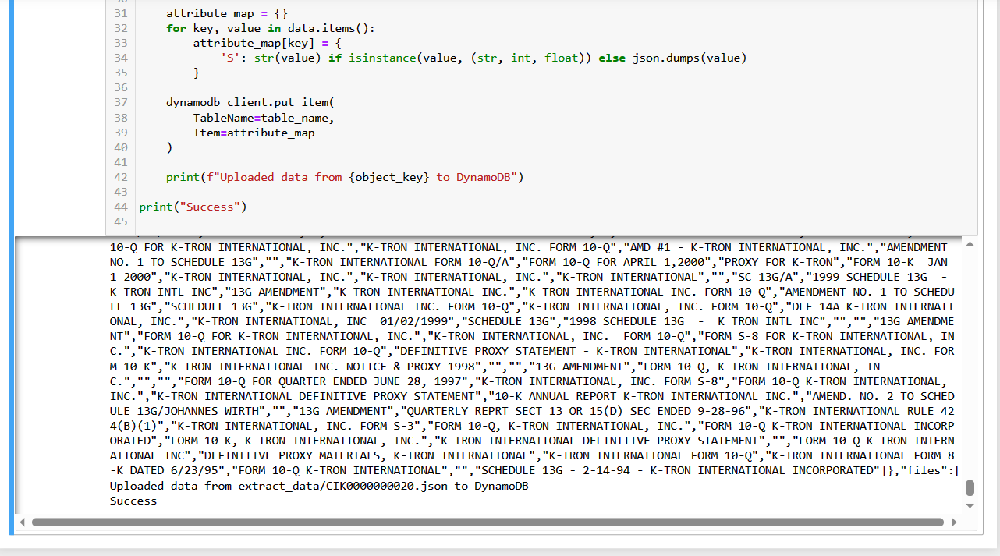 31 attribute_map = {}
32 for key, value in data.items():
33 attribute_map[key] = {
34 'S': str(value) if isinstance(value, (str, int, float)) else json.dumps(value)
35 }
36
37 dynamodb_client.put_item(
38 TableName=table_name,
39 Item=attribute_map
40 )
41
42 print(f"Uploaded data from {object_key} to DynamoDB")
43
44 print("Success")
45
10-Q FOR K-TRON INTERNATIONAL, INC.","K-TRON INTERNATIONAL, INC. FORM 10-Q","AMD #1 - K-TRON INTERNATIONAL, INC.","AMENDMENT
NO. 1 TO SCHEDULE 13G","","K-TRON INTERNATIONAL FORM 10-Q/A","FORM 10-Q FOR APRIL 1,2000","PROXY FOR K-TRON","FORM 10-K  JAN
1 2000","K-TRON INTERNATIONAL, INC.","K-TRON INTERNATIONAL, INC.","K-TRON INTERNATIONAL","","SC 13G/A","1999 SCHEDULE 13G  -
K TRON INTL INC","13G AMENDMENT","K-TRON INTERNATIONAL INC.","K-TRON INTERNATIONAL INC. FORM 10-Q","AMENDMENT NO. 1 TO SCHEDU
LE 13G","SCHEDULE 13G","K-TRON INTERNATIONAL INC. FORM 10-Q","K-TRON INTERNATIONAL, INC. FORM 10-Q","DEF 14A K-TRON INTERNATI
ONAL, INC.","K-TRON INTERNATIONAL, INC  01/02/1999","SCHEDULE 13G","1998 SCHEDULE 13G  -  K TRON INTL INC","","","13G AMENDME
NT","FORM 10-Q FOR K-TRON INTERNATIONAL, INC.","K-TRON INTERNATIONAL, INC.  FORM 10-Q","FORM S-8 FOR K-TRON INTERNATIONAL, IN
C.","K-TRON INTERNATIONAL INC. FORM 10-Q","DEFINITIVE PROXY STATEMENT - K-TRON INTERNATIONAL","K-TRON INTERNATIONAL, INC. FOR
M 10-K","K-TRON INTERNATIONAL INC. NOTICE & PROXY 1998","","","13G AMENDMENT","FORM 10-Q, K-TRON INTERNATIONAL, IN
C.","","","FORM 10-Q FOR QUARTER ENDED JUNE 28, 1997","K-TRON INTERNATIONAL, INC. FORM S-8","FORM 10-Q K-TRON INTERNATIONAL,
INC.","K-TRON INTERNATIONAL DEFINITIVE PROXY STATEMENT","10-K ANNUAL REPORT K-TRON INTERNATIONAL INC.","AMEND. NO. 2 TO SCHED
ULE 13G/JOHANNES WIRTH","","13G AMENDMENT","QUARTERLY REPRT SECT 13 OR 15(D) SEC ENDED 9-28-96","K-TRON INTERNATIONAL RULE 42
4(B)(1)","K-TRON INTERNATIONAL, INC. FORM S-3","FORM 10-Q, K-TRON INTERNATIONAL, INC.","FORM 10-Q K-TRON INTERNATIONAL INCORP
ORATED","FORM 10-K, K-TRON INTERNATIONAL, INC.","K-TRON INTERNATIONAL DEFINITIVE PROXY STATEMENT","","FORM 10-Q K-TRON INTERN
ATIONAL INC","DEFINITIVE PROXY MATERIALS, K-TRON INTERNATIONAL","K-TRON INTERNATIONAL FORM 10-Q","K-TRON INTERNATIONAL FORM 8
-K DATED 6/23/95","FORM 10-Q K-TRON INTERNATIONAL","","SCHEDULE 13G - 2-14-94 - K-TRON INTERNATIONAL INCORPORATED"]},"files":[
Uploaded data from extract_data/CIK0000000020.json to DynamoDB
Success